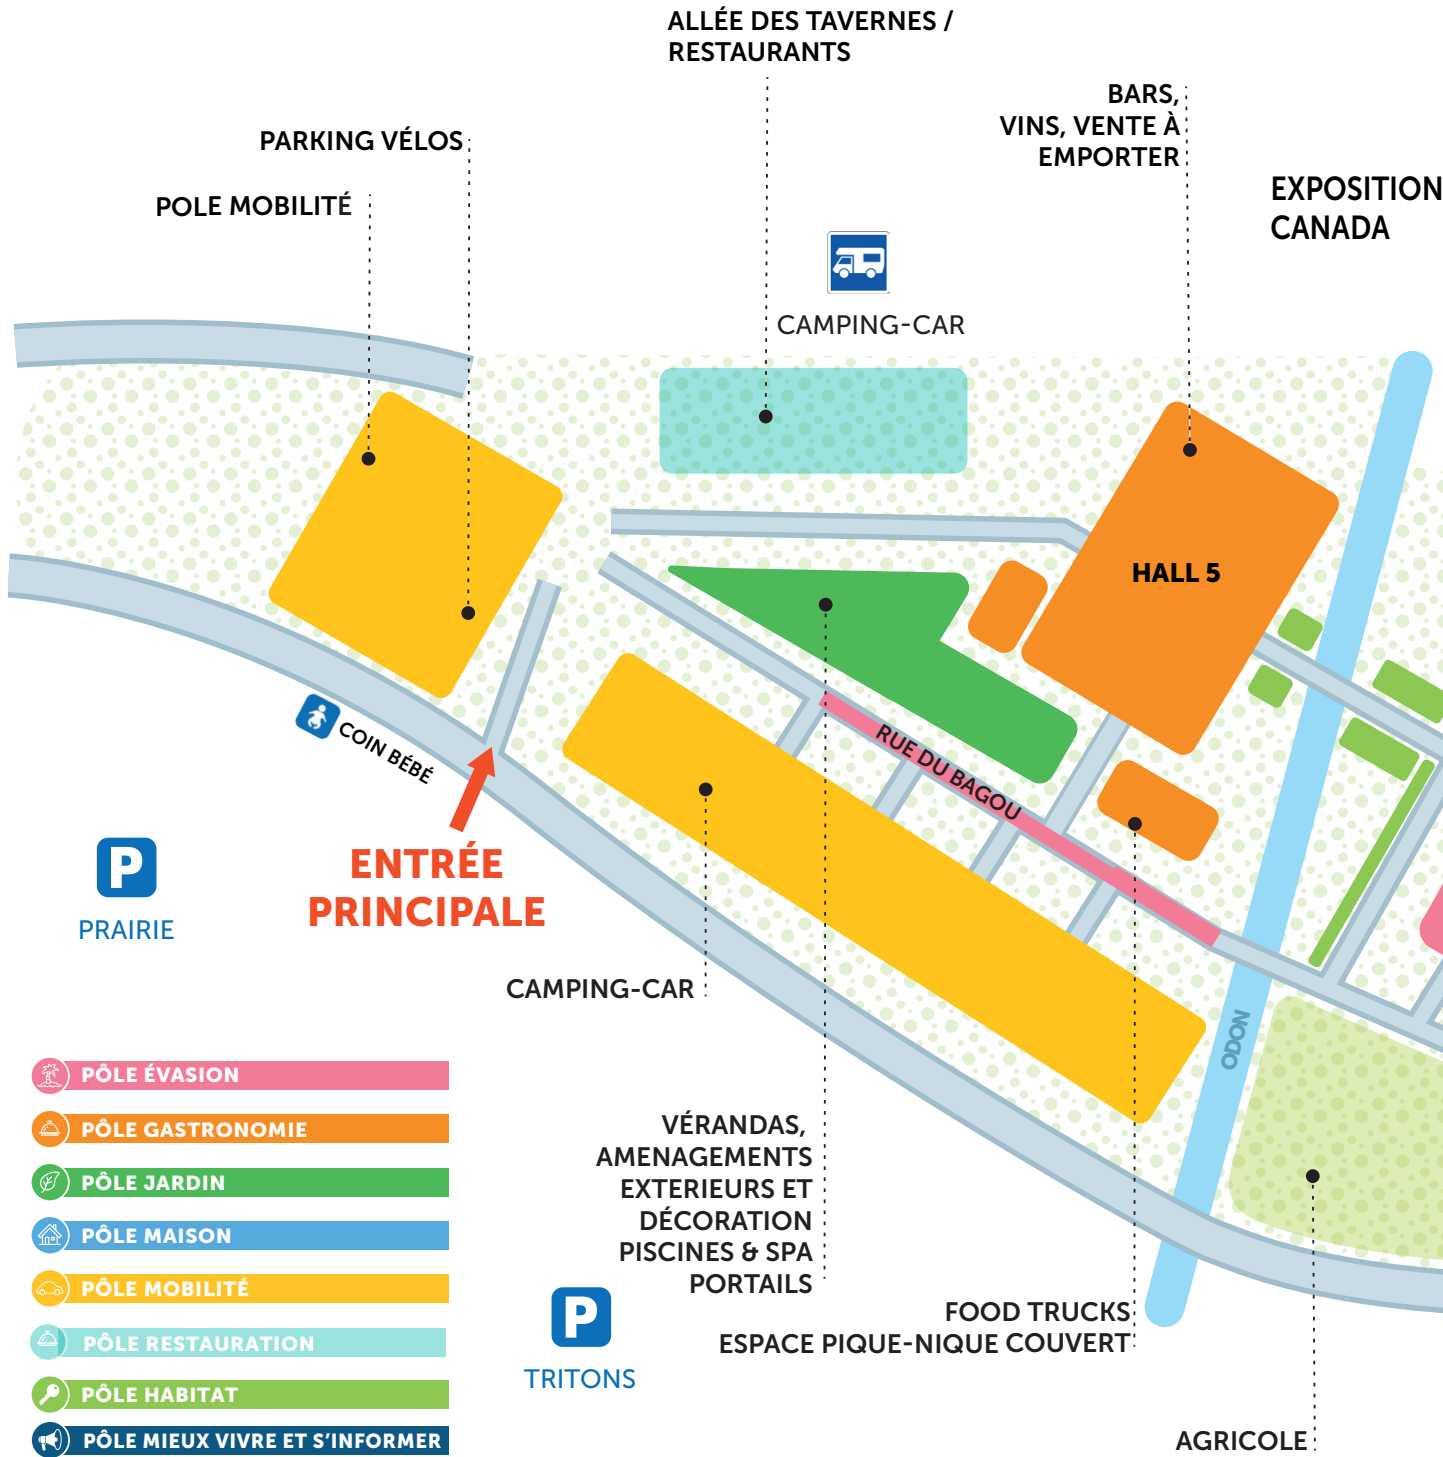 ALLÉE DES TAVERNES /
RESTAURANTS
BARS,
VINS, VENTE À
EMPORTER
PARKING VÉLOS
POLE MOBILITÉ
EXPOSITION
CANADA
CAMPING-CAR
HALL 5
COIN BÉBÉ
RUE DU BAGOU
P
PRAIRIE
ENTRÉE
PRINCIPALE
CAMPING-CAR
ODON
PÔLE ÉVASION
PÔLE GASTRONOMIE
PÔLE JARDIN
PÔLE MAISON
PÔLE MOBILITÉ
PÔLE RESTAURATION
PÔLE HABITAT
PÔLE MIEUX VIVRE ET S'INFORMER
VÉRANDAS,
AMENAGEMENTS
EXTERIEURS ET
DÉCORATION
PISCINES & SPA
PORTAILS
P
TRITONS
FOOD TRUCKS
ESPACE PIQUE-NIQUE COUVERT
AGRICOLE